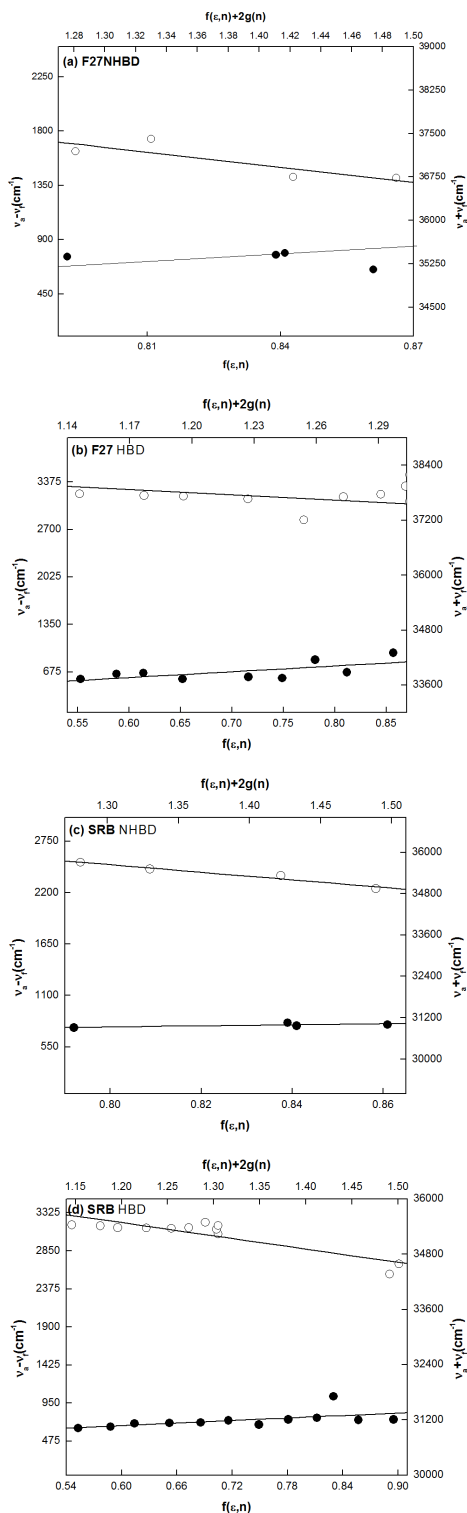 f(ε,n)+2g(n)
1.28 1.30 1.32 1.34 1.36 1.38 1.40 1.42 1.44 1.46 1.48 1.50
(a) F27NHBD
2250
1800
1350
900
450
39000
38250
37500
36750
36000
35250
34500
νa-νf(cm-1)
νa+νf(cm-1)
0.81 0.84 0.87
f(ε,n)
f(ε,n)+2g(n)
1.14 1.17 1.20 1.23 1.26 1.29
(b) F27 HBD
3375
2700
2025
1350
675
38400
37200
36000
34800
33600
νa-νf(cm-1)
νa+νf(cm-1)
0.55 0.60 0.65 0.70 0.75 0.80 0.85
f(ε,n)
f(ε,n)+2g(n)
1.30 1.35 1.40 1.45 1.50
(c) SRB NHBD
2750
2200
1650
1100
550
36000
34800
33600
32400
31200
30000
νa-νf(cm-1)
νa+νf(cm-1)
0.80 0.82 0.84 0.86
f(ε,n)
f(ε,n)+2g(n)
1.15 1.20 1.25 1.30 1.35 1.40 1.45 1.50
(d) SRB HBD
3325
2850
2375
1900
1425
950
475
36000
34800
33600
32400
31200
30000
νa-νf(cm-1)
νa+νf(cm-1)
0.54 0.60 0.66 0.72 0.78 0.84 0.90
f(ε,n)